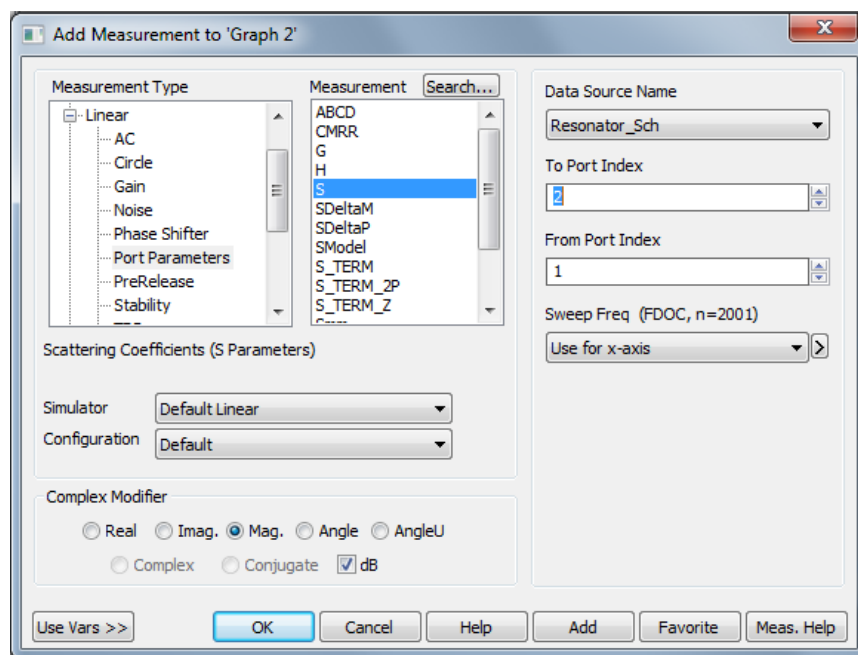 Add Measurement to 'Graph 2'
Measurement Type
Linear
AC
Circle
Gain
Noise
Phase Shifter
Port Parameters
PreRelease
Stability
Measurement
Search...
ABCD
CMRR
G
H
S
SDeltaM
SDeltaP
SModel
S_TERM
S_TERM_2P
S_TERM_Z
Scattering Coefficients (S Parameters)
Simulator Default Linear
Configuration Default
Complex Modifier
Real Imag. Mag. Angle AngleU
Complex Conjugate dB
Data Source Name
Resonator_Sch
To Port Index
2
From Port Index
1
Sweep Freq (FDOC, n=2001)
Use for x-axis >
Use Vars >> OK Cancel Help Add Favorite Meas. Help